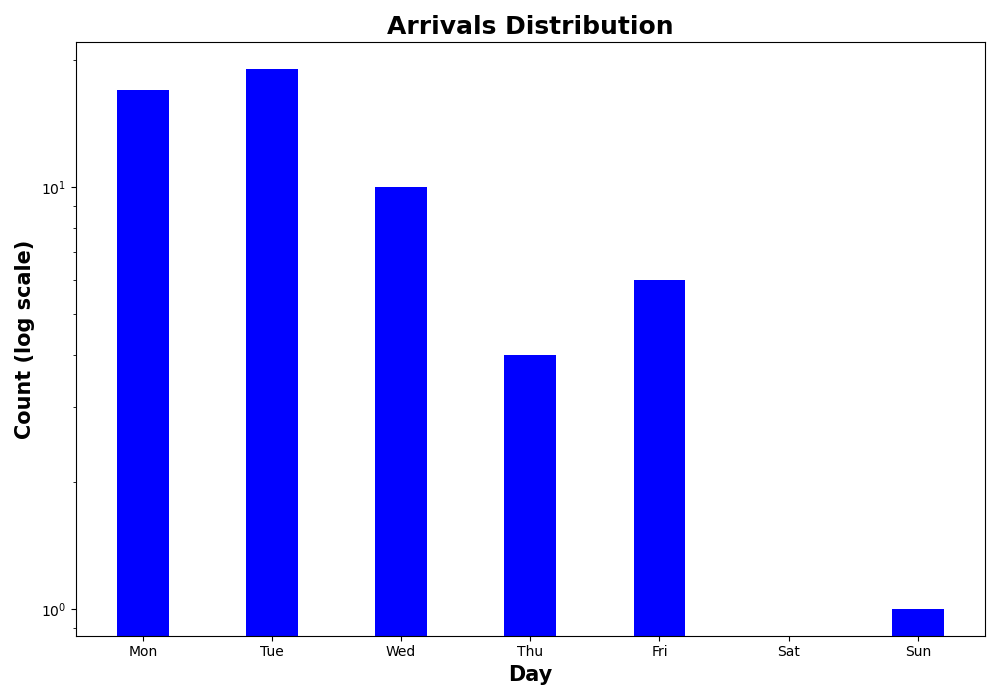 Arrivals Distribution
Count (log scale)
10¹
10⁰
Mon Tue Wed Thu Fri Sat Sun
Day